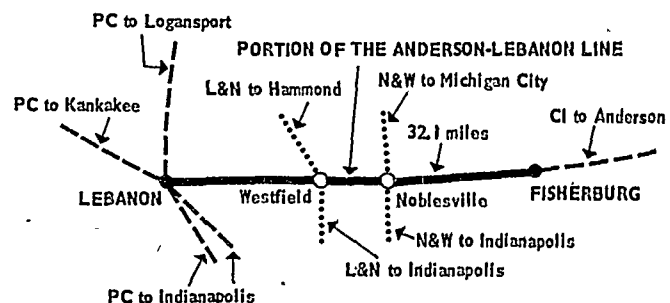 PC to Logansport
PORTION OF THE ANDERSON-LEBANON LINE
L&N to Hammond
N&W to Michigan City
PC to Kankakee
32.1 miles
CI to Anderson
LEBANON
Westfield
Noblesville
FISHERBURG
N&W to Indianapolis
L&N to Indianapolis
PC to Indianapolis